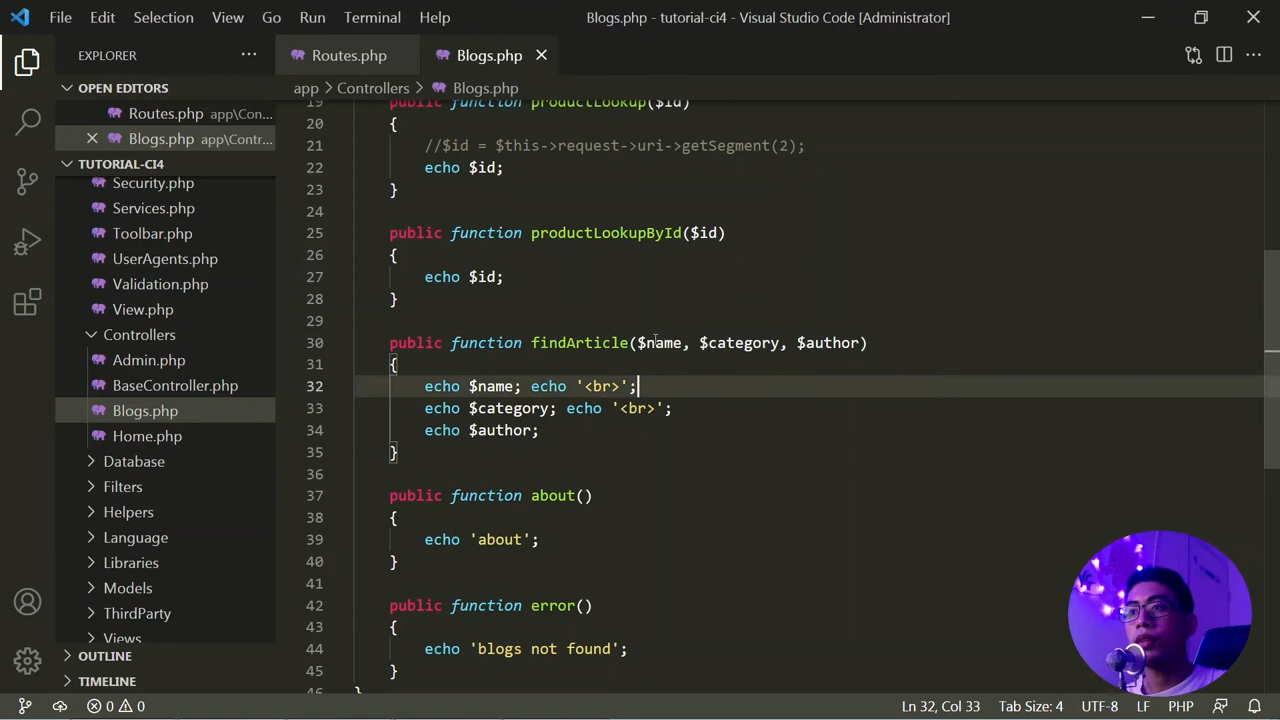 File Edit Selection View Go Run Terminal Help Blogs.php - tutorial-ci4 - Visual Studio Code [Administrator]
EXPLORER
OPEN EDITORS
Routes.php app\Con...
Blogs.php app\Contr...
TUTORIAL-CI4
Security.php
Services.php
Toolbar.php
UserAgents.php
Validation.php
View.php
Controllers
Admin.php
BaseController.php
Blogs.php
Home.php
Database
Filters
Helpers
Language
Libraries
Models
ThirdParty
Views
OUTLINE
TIMELINE
Routes.php Blogs.php
app > Controllers > Blogs.php
19 public function productLookup($id)
20 {
21 //$id = $this->request->uri->getSegment(2);
22 echo $id;
23 }
24
25 public function productLookupById($id)
26 {
27 echo $id;
28 }
29
30 public function findArticle($name, $category, $author)
31 {
32 echo $name; echo '<br>';
33 echo $category; echo '<br>';
34 echo $author;
35 }
36
37 public function about()
38 {
39 echo 'about';
40 }
41
42 public function error()
43 {
44 echo 'blogs not found';
45 }
46 }
0 0 Ln 32, Col 33 Tab Size: 4 UTF-8 LF PHP